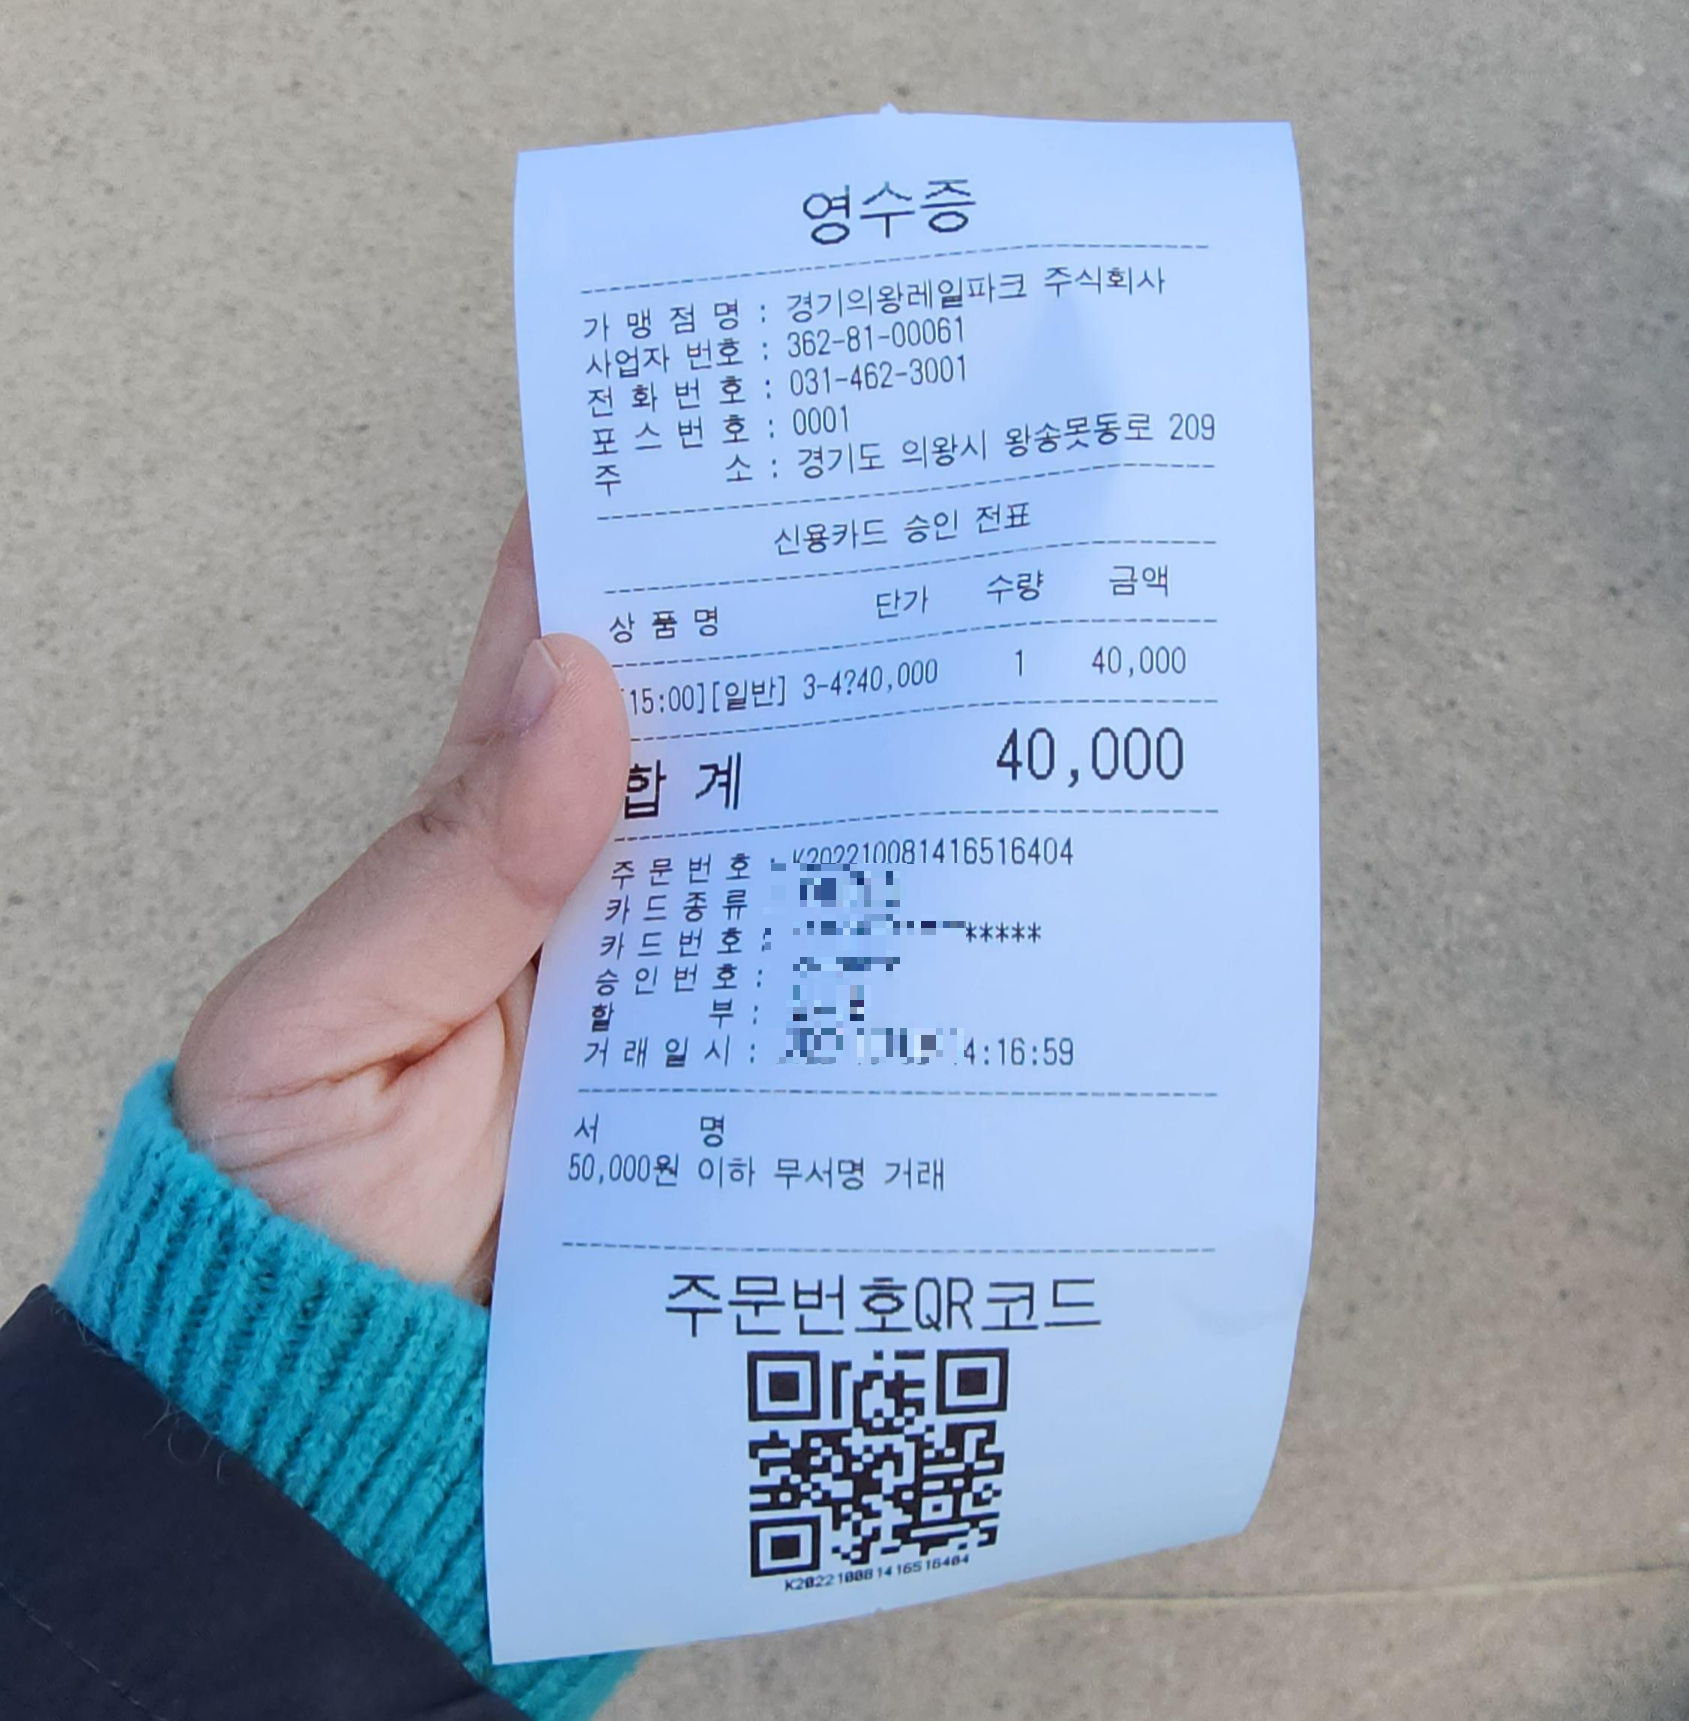 영수증
가 맹 점 명 : 경기의왕레일파크 주식회사
사업자 번호 : 362-81-00061
전 화 번 호 : 031-462-3001
포 스 번 호 : 0001
주 소 : 경기도 의왕시 왕송못동로 209
신용카드 승인 전표
상 품 명 단가 수량 금액
15:00][일반] 3-4?40,000 1 40,000
합 계 40,000
주 문 번 호 : K202210081416516404
카 드 종 류
카 드 번 호 : *****
승 인 번 호 :
할 부 :
거 래 일 시 : 4:16:59
서 명
50,000원 이하 무서명 거래
주문번호QR코드
K202210081416516404